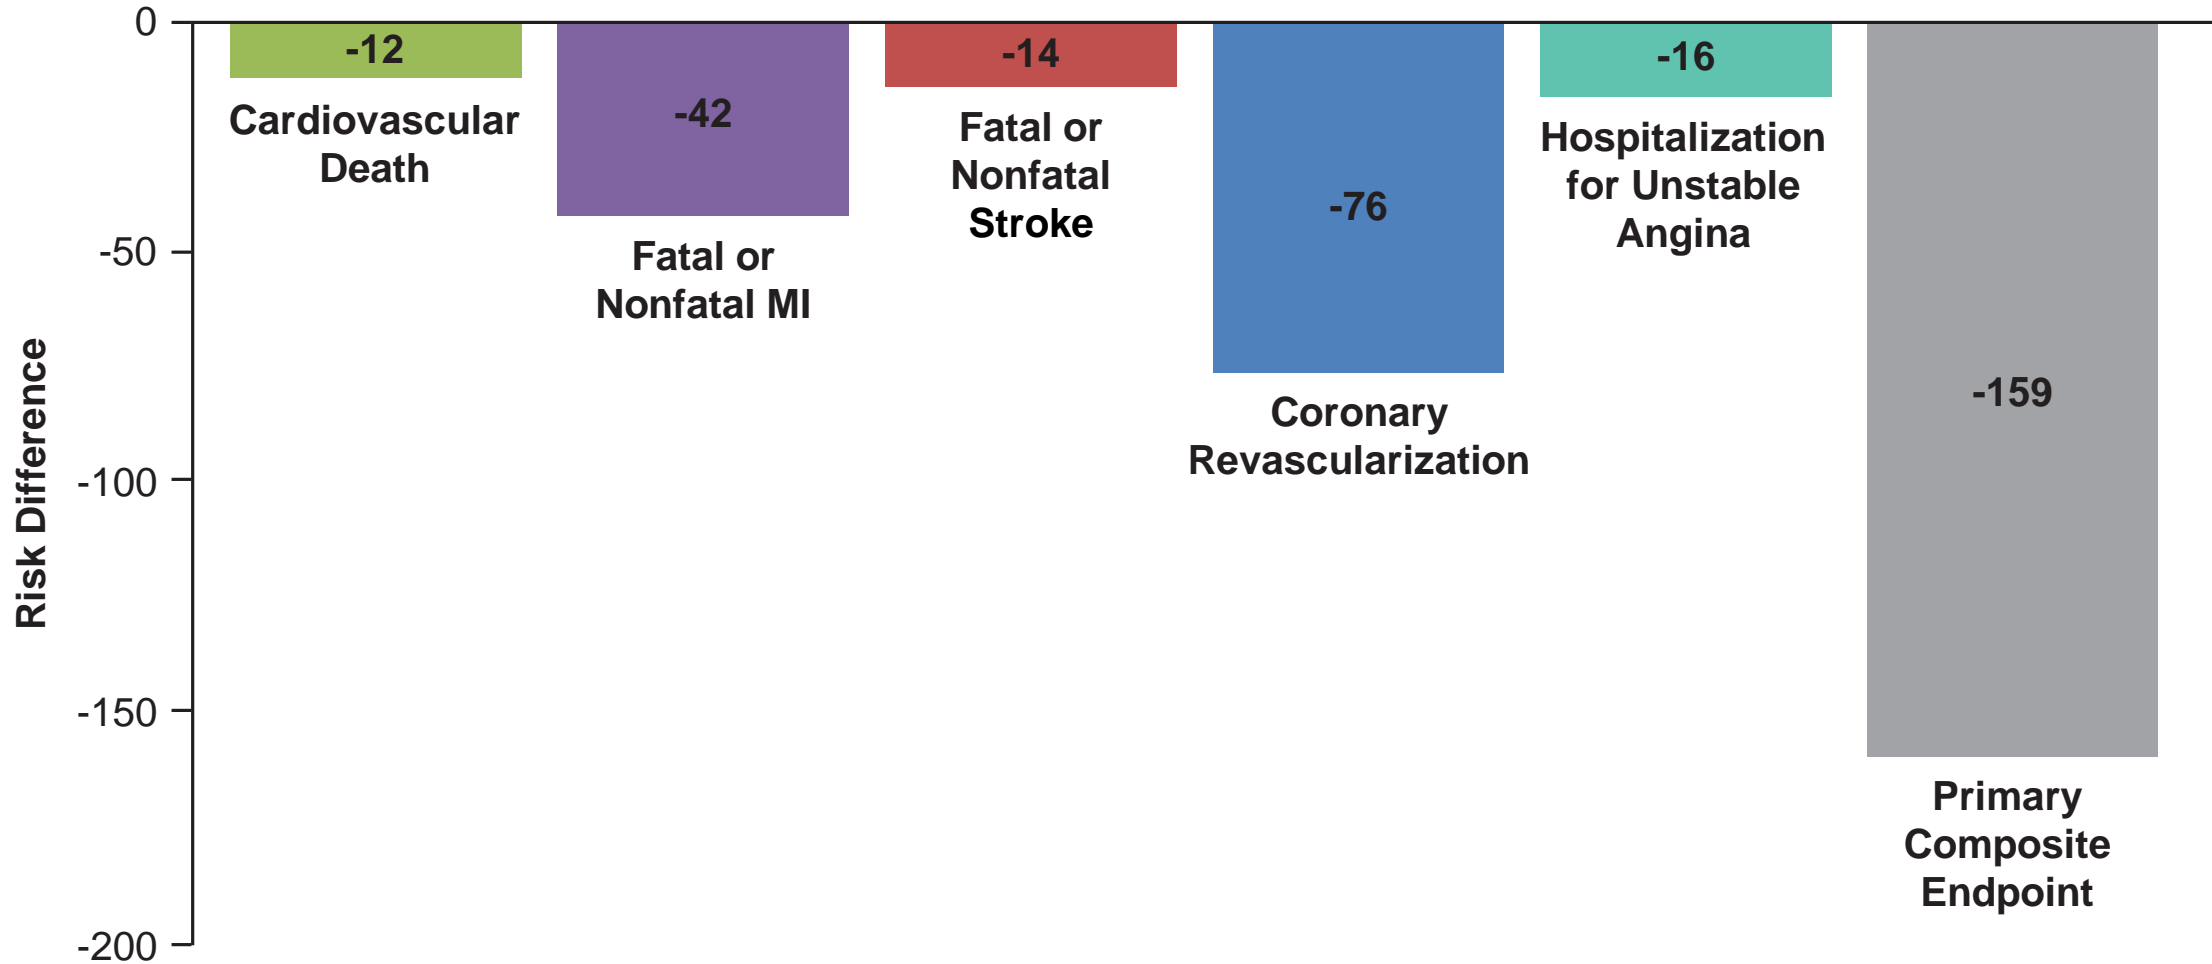 0
-50
-100
-150
-200
Risk Difference
-12
Cardiovascular
Death
-42
Fatal or
Nonfatal MI
-14
Fatal or
Nonfatal
Stroke
-76
Coronary
Revascularization
-16
Hospitalization
for Unstable
Angina
-159
Primary
Composite
Endpoint